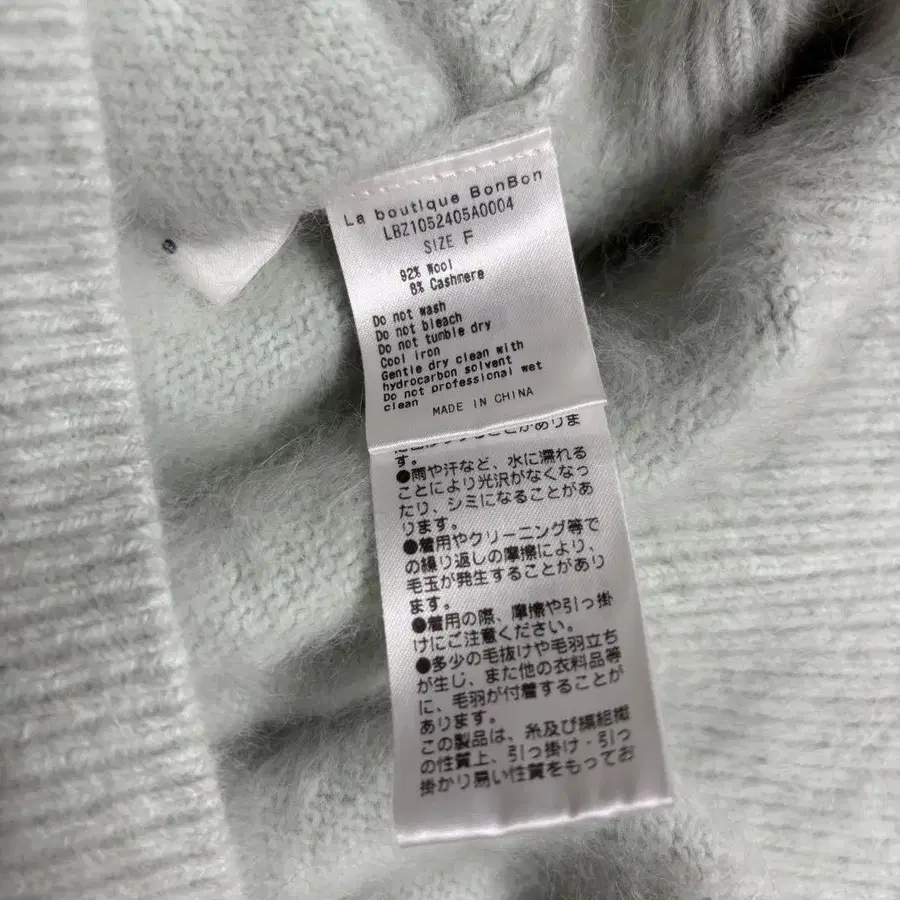 La boutique BonBon
LBZ1052405A0004
SIZE F
92% Wool
8% Cashmere
Do not wash
Do not bleach
Do not tumble dry
Cool iron
Gentle dry clean with
hydrocarbon solvent
Do not professional wet
clean
MADE IN CHINA
す。
●雨や汗など、水に濡れる
ことにより光沢がなくなっ
たり、シミになることがあ
ります。
●着用やクリーニング等で
の繰り返しの摩擦により、
毛玉が発生することがあり
ます。
●着用の際、摩擦や引っ掛
けにご注意ください。
●多少の毛抜けや毛羽立ち
が生じ、また他の衣料品等
に、毛羽が付着することが
あります。
この製品は、糸及び編組織
の性質上、引っ掛け・引っ
掛かり易い性質をもってお